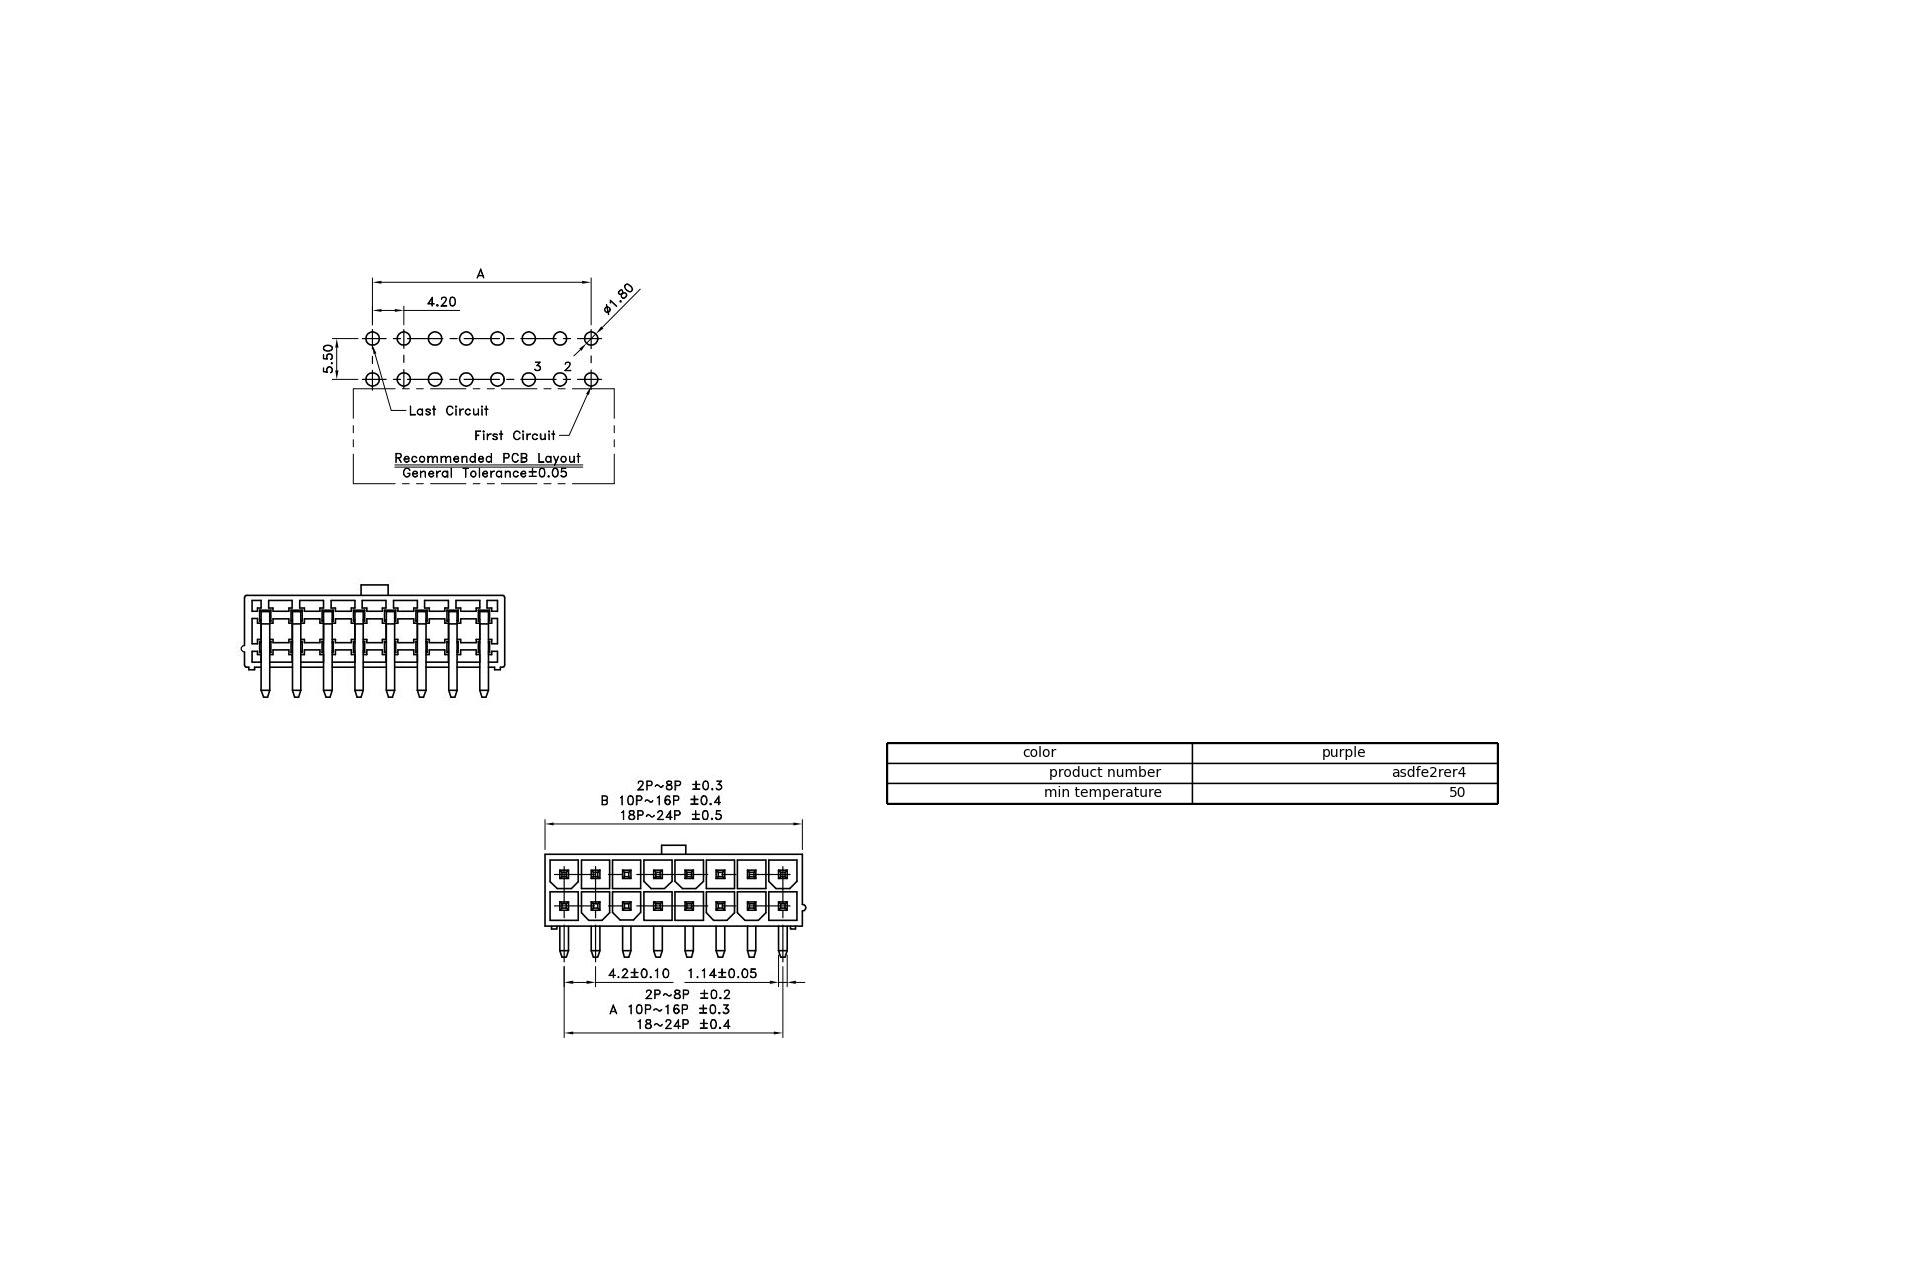 A
4.20
ø1.80
5.50
3 2
Last Circuit
First Circuit
Recommended PCB Layout
General Tolerance±0.05
color purple
product number asdfe2rer4
min temperature 50
2P~8P ±0.3
B 10P~16P ±0.4
18P~24P ±0.5
4.2±0.10 1.14±0.05
2P~8P ±0.2
A 10P~16P ±0.3
18~24P ±0.4